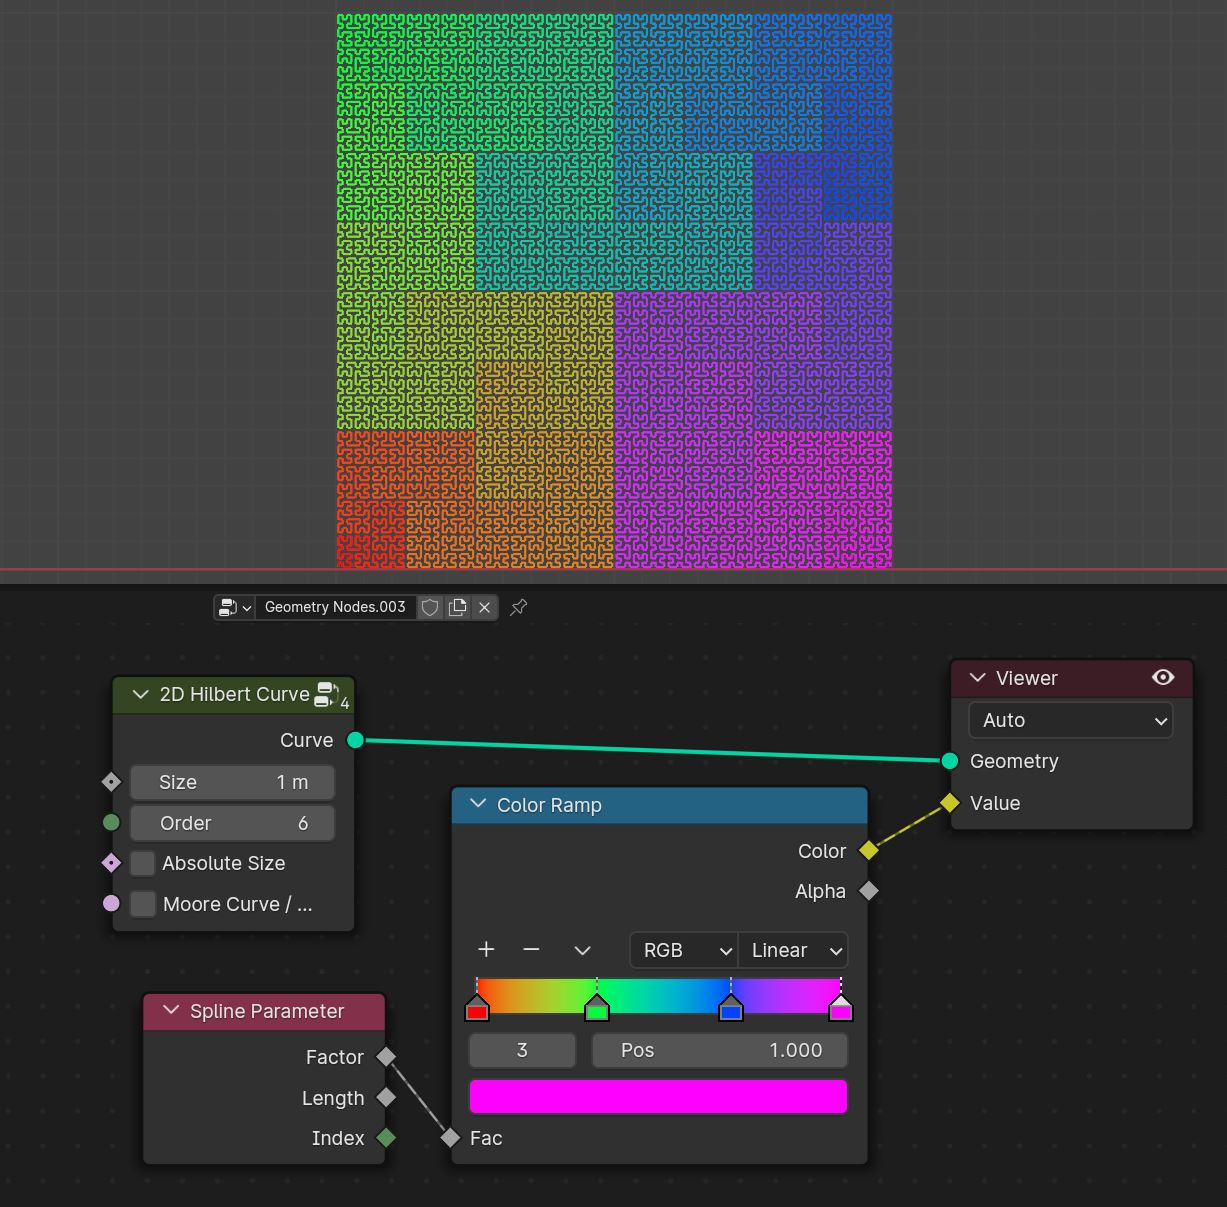 Geometry Nodes.003
2D Hilbert Curve 4
Curve
Size 1 m
Order 6
Absolute Size
Moore Curve / ...
Viewer
Auto
Geometry
Value
Color Ramp
Color
Alpha
RGB Linear
3 Pos 1.000
Fac
Spline Parameter
Factor
Length
Index